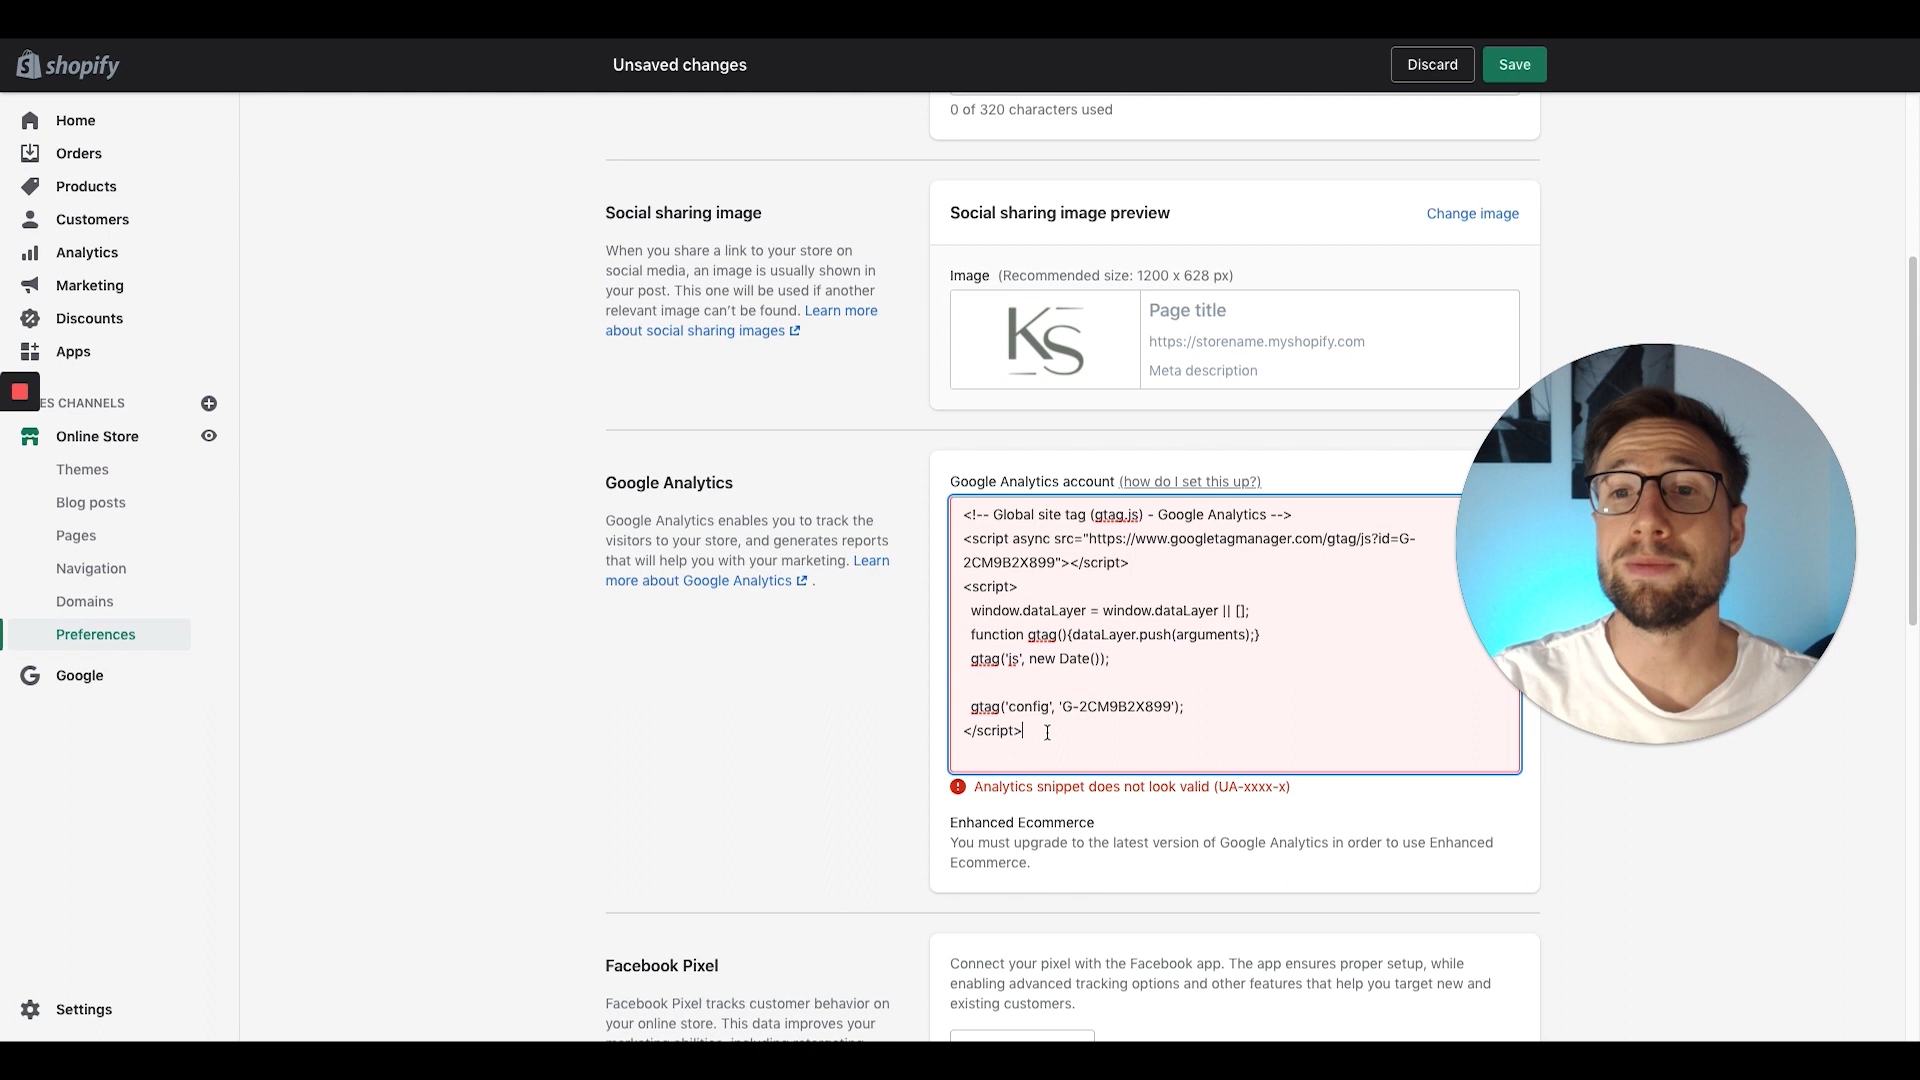 shopify
Unsaved changes
Discard
Save
Home
Orders
Products
Customers
Analytics
Marketing
Discounts
Apps
ES CHANNELS
Online Store
Themes
Blog posts
Pages
Navigation
Domains
Preferences
Google
Settings
0 of 320 characters used
Social sharing image
When you share a link to your store on
social media, an image is usually shown in
your post. This one will be used if another
relevant image can't be found. Learn more
about social sharing images
Social sharing image preview
Change image
Image (Recommended size: 1200 x 628 px)
KS
Page title
https://storename.myshopify.com
Meta description
Google Analytics
Google Analytics enables you to track the
visitors to your store, and generates reports
that will help you with your marketing. Learn
more about Google Analytics .
Google Analytics account (how do I set this up?)
<!-- Global site tag (gtag.js) - Google Analytics -->
<script async src="https://www.googletagmanager.com/gtag/js?id=G-
2CM9B2X899"></script>
<script>
window.dataLayer = window.dataLayer || [];
function gtag(){dataLayer.push(arguments);}
gtag('js', new Date());
gtag('config', 'G-2CM9B2X899');
</script>
Analytics snippet does not look valid (UA-xxxx-x)
Enhanced Ecommerce
You must upgrade to the latest version of Google Analytics in order to use Enhanced
Ecommerce.
Facebook Pixel
Facebook Pixel tracks customer behavior on
your online store. This data improves your
Connect your pixel with the Facebook app. The app ensures proper setup, while
enabling advanced tracking options and other features that help you target new and
existing customers.